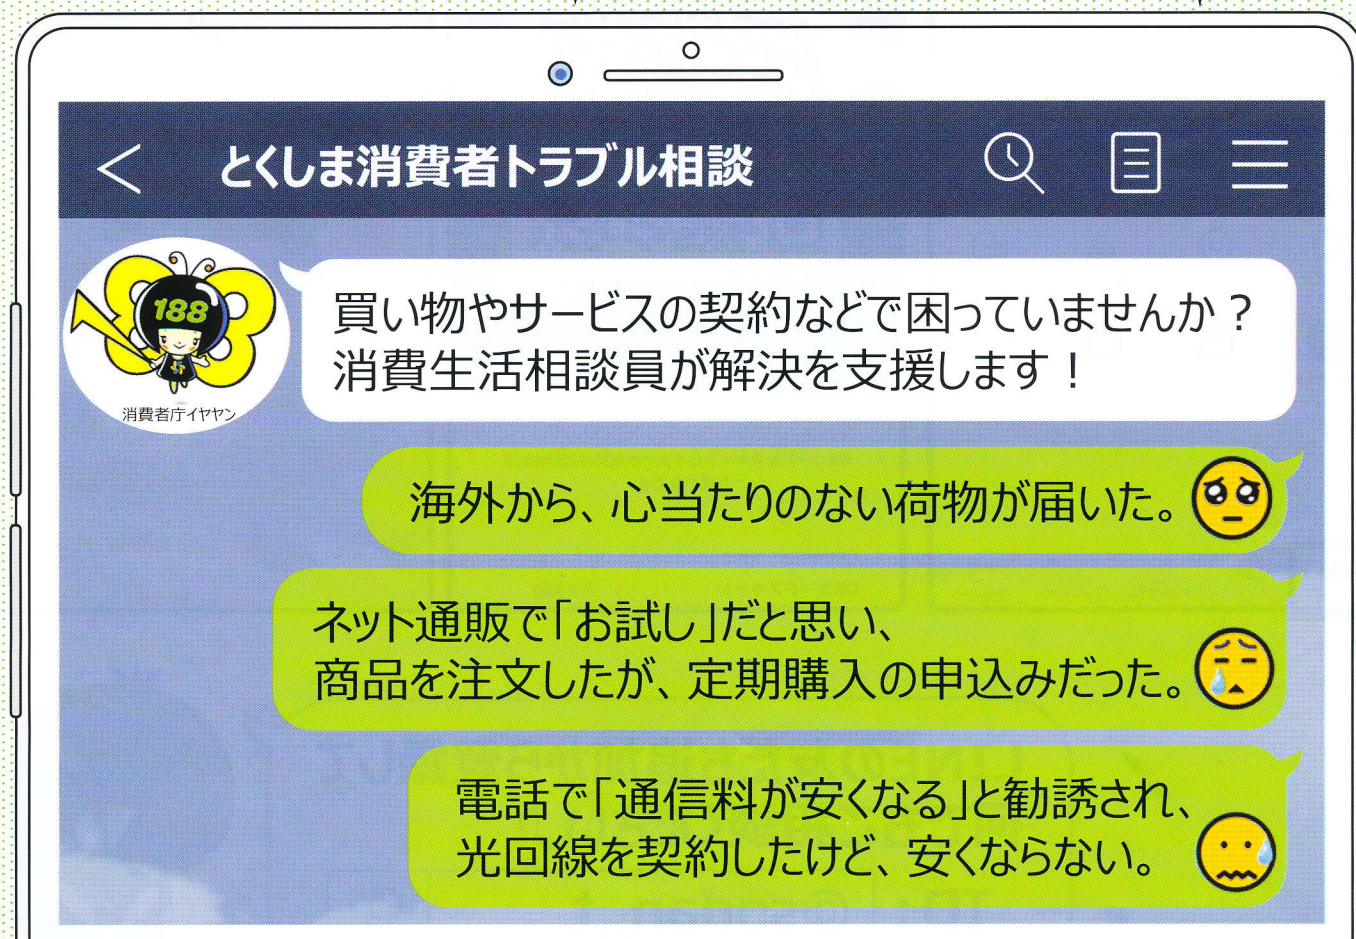 とくしま消費者トラブル相談
188
消費者庁イヤヤン
買い物やサービスの契約などで困っていませんか？
消費生活相談員が解決を支援します！
海外から、心当たりのない荷物が届いた。
ネット通販で「お試し」だと思い、
商品を注文したが、定期購入の申込みだった。
電話で「通信料が安くなる」と勧誘され、
光回線を契約したけど、安くならない。